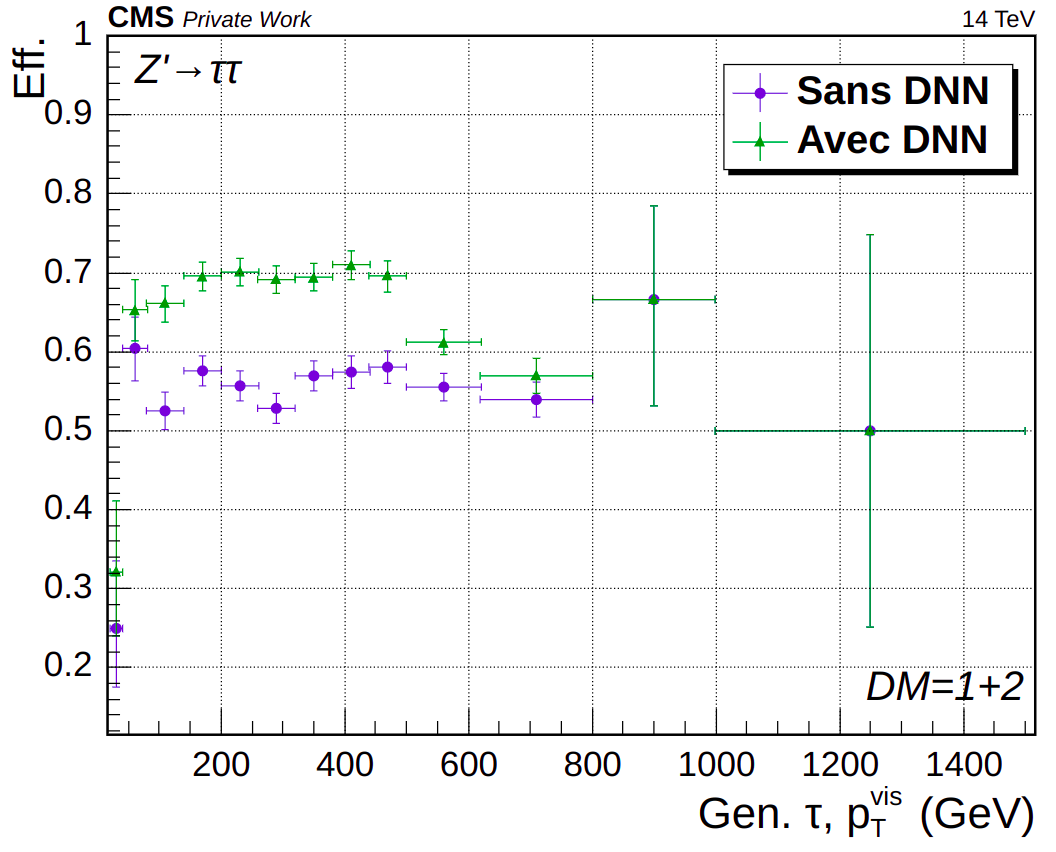 CMS Private Work 14 TeV
Eff.
Z'→ττ
Sans DNN
Avec DNN
1
0.9
0.8
0.7
0.6
0.5
0.4
0.3
0.2
DM=1+2
200 400 600 800 1000 1200 1400
Gen. τ, p_T^vis (GeV)